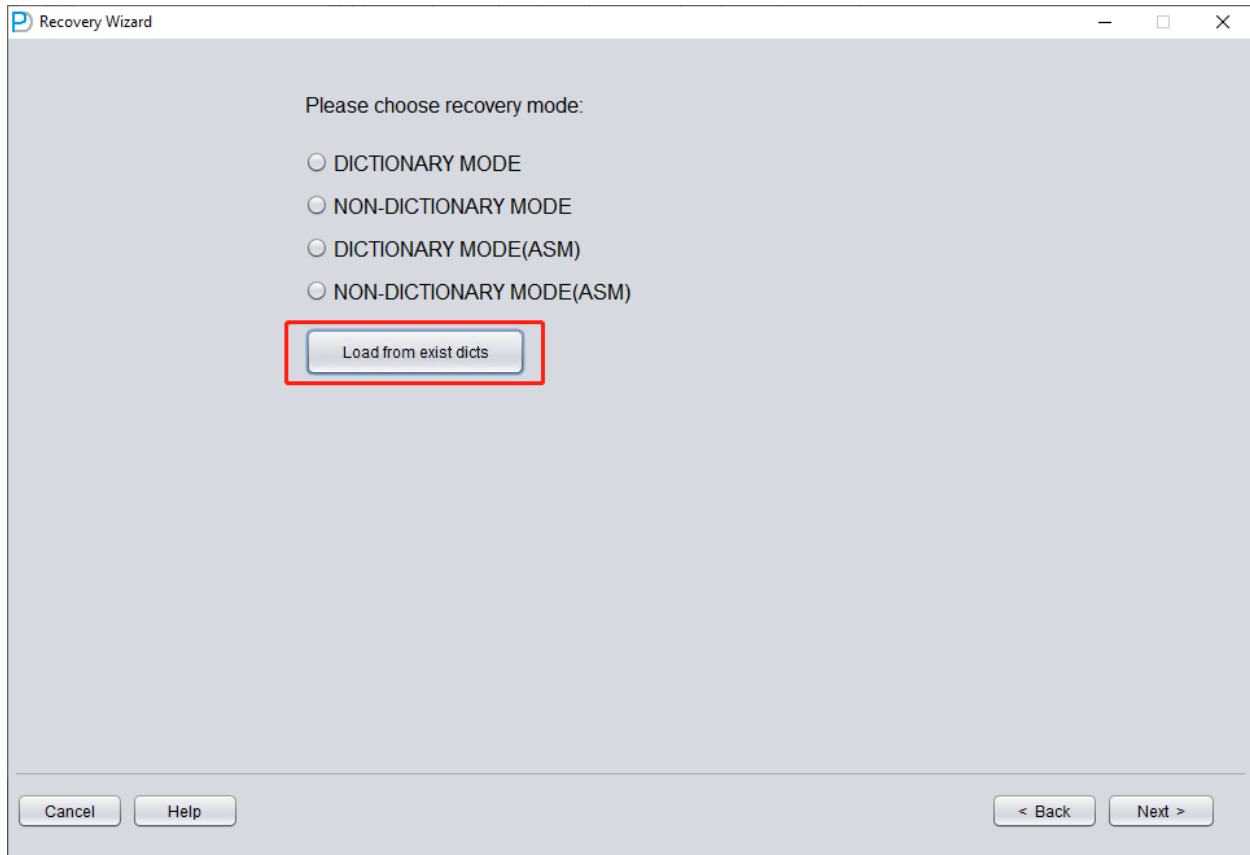 Recovery Wizard
Please choose recovery mode:
DICTIONARY MODE
NON-DICTIONARY MODE
DICTIONARY MODE(ASM)
NON-DICTIONARY MODE(ASM)
Load from exist dicts
Cancel Help < Back Next >